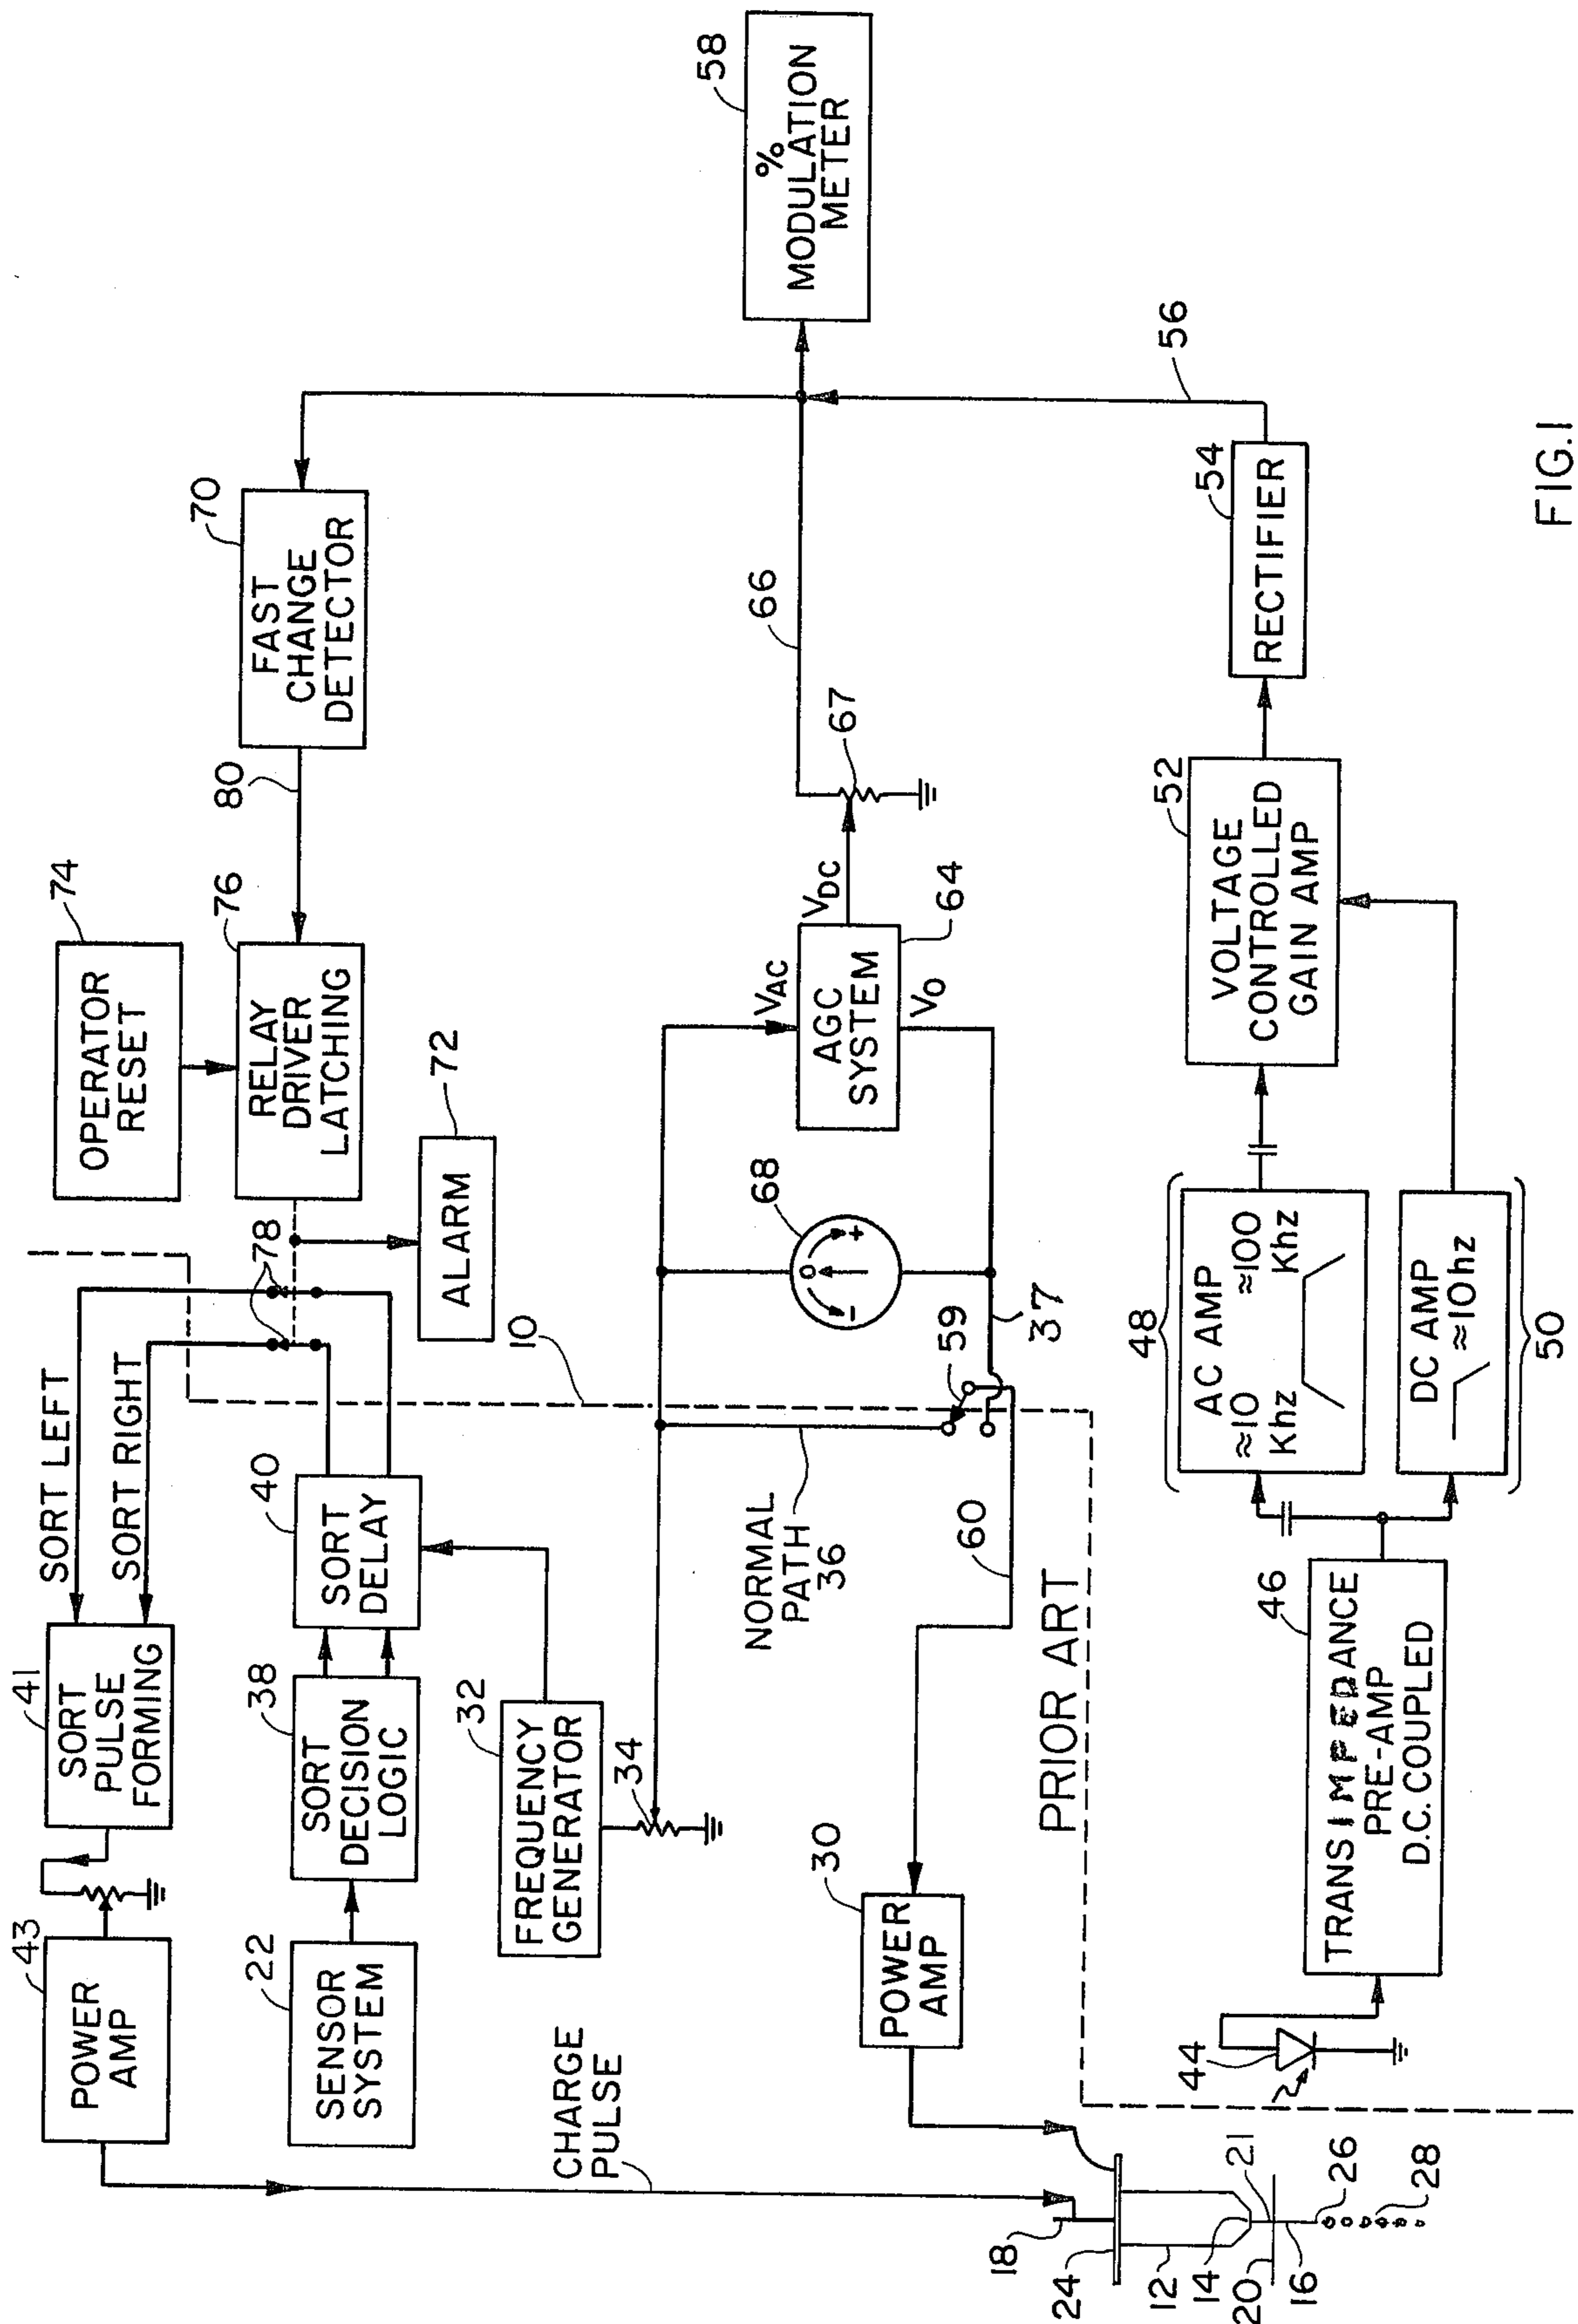 43
POWER
AMP
41
SORT
PULSE
FORMING
SORT LEFT
SORT RIGHT
78
74
OPERATOR
RESET
76
RELAY
DRIVER
LATCHING
80
70
FAST
CHANGE
DETECTOR
72
ALARM
22
SENSOR
SYSTEM
38
SORT
DECISION
LOGIC
40
SORT
DELAY
10
32
FREQUENCY
GENERATOR
34
CHARGE
PULSE
NORMAL
PATH
36
59
37
68
- O +
VAC
AGC
SYSTEM
VDC
VO
64
67
66
58
%
MODULATION
METER
30
POWER
AMP
60
PRIOR ART
18
24
12
14
20
21
16
26
28
44
46
TRANSIMPEDANCE
PRE-AMP
D.C. COUPLED
48
AC AMP
≈10 ≈100
Khz Khz
DC AMP
≈10hz
50
52
VOLTAGE
CONTROLLED
GAIN AMP
54
RECTIFIER
56
FIG.1